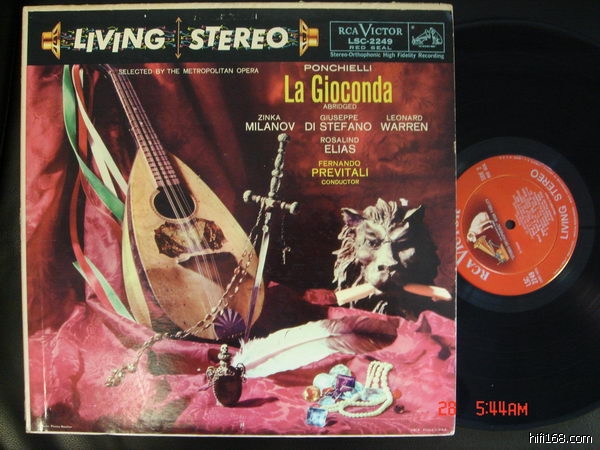 LIVING STEREO
RCA VICTOR
LSC-2249
RED SEAL
Stereo-Orthophonic High Fidelity Recording
SELECTED BY THE METROPOLITAN OPERA
PONCHIELLI
La Gioconda
ABRIDGED
ZINKA MILANOV
GIUSEPPE DI STEFANO
LEONARD WARREN
ROSALIND
ELIAS
FERNANDO
PREVITALI
CONDUCTOR
RCA VICTOR
LIVING STEREO
28 5:44AM
hifi168.com